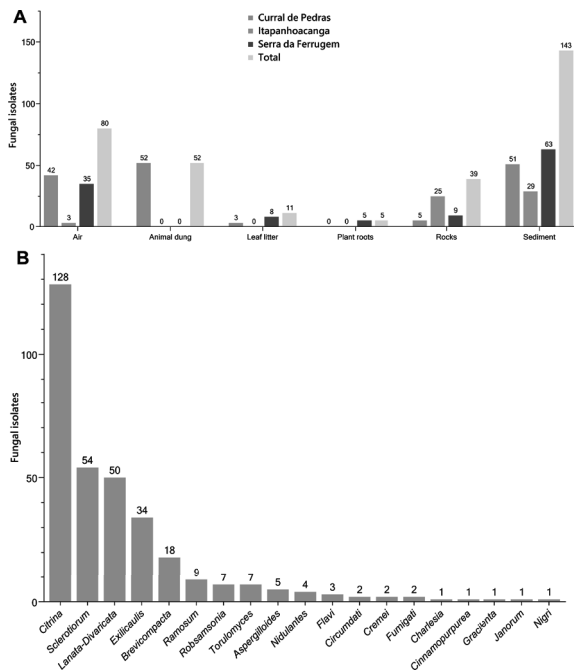 A
Curral de Pedras
Itapanhoacanga
Serra da Ferrugem
Total
Fungal isolates
150
100
50
0
42 3 35 80
52 0 0 52
3 0 8 11
0 0 5 5
5 25 9 39
51 29 63 143
Air Animal dung Leaf litter Plant roots Rocks Sediment
B
Fungal isolates
100
50
0
128 54 50 34 18 9 7 7 5 4 3 2 2 2 1 1 1 1 1
Citrina
Sclerotiorum
Lanata-Divaricata
Exilicaulis
Brevicompacta
Ramosum
Robsamsonia
Torulomyces
Aspergilloides
Nidulantes
Flavi
Circumdati
Cremei
Fumigati
Charlesia
Cinnamopurpurea
Gracilenta
Janorum
Nigri